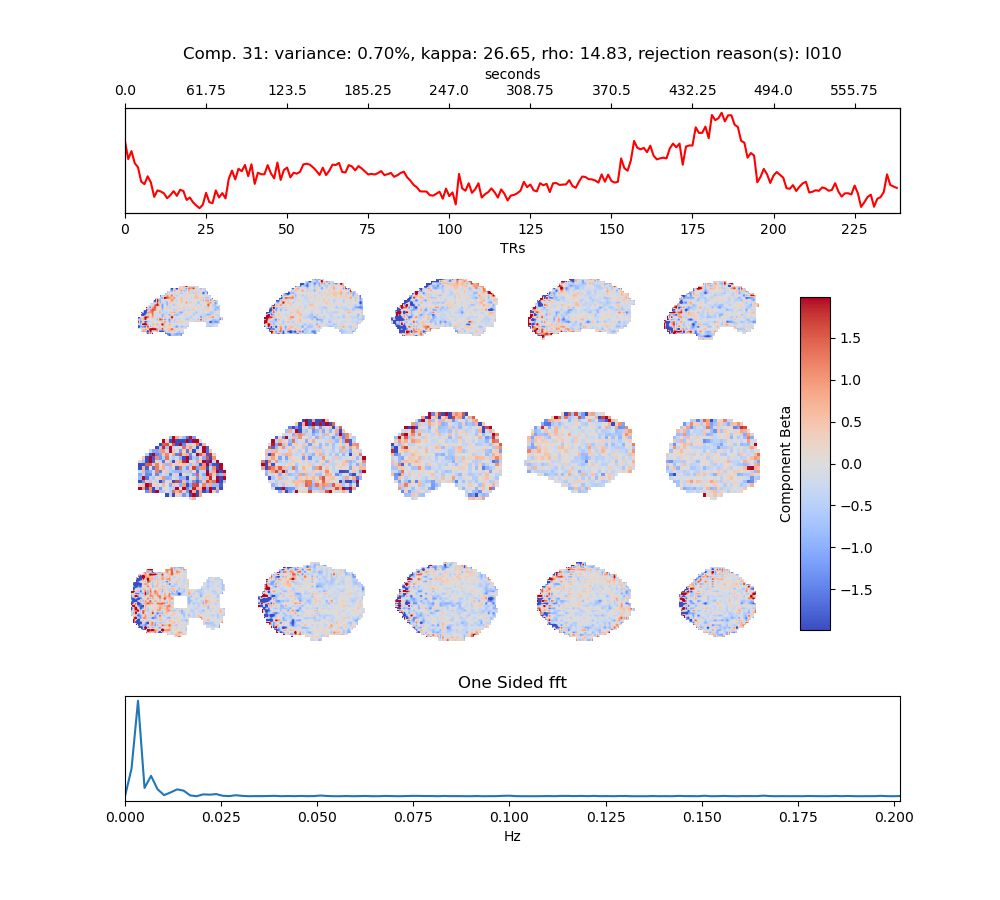 Comp. 31: variance: 0.70%, kappa: 26.65, rho: 14.83, rejection reason(s): I010
seconds
0.0 61.75 123.5 185.25 247.0 308.75 370.5 432.25 494.0 555.75
0 25 50 75 100 125 150 175 200 225
TRs
1.5
1.0
0.5
0.0
−0.5
−1.0
−1.5
Component Beta
One Sided fft
0.000 0.025 0.050 0.075 0.100 0.125 0.150 0.175 0.200
Hz